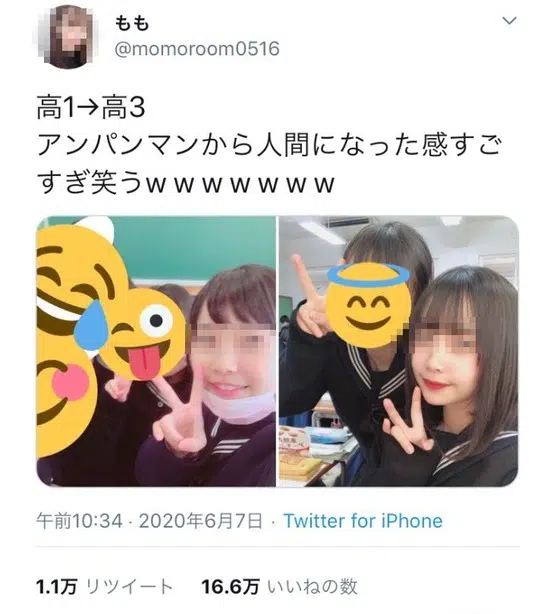 もも
@momoroom0516
高1→高3
アンパンマンから人間になった感すご
すぎ笑うwwwwwww
午前10:34 · 2020年6月7日 · Twitter for iPhone
1.1万 リツイート 16.6万 いいねの数